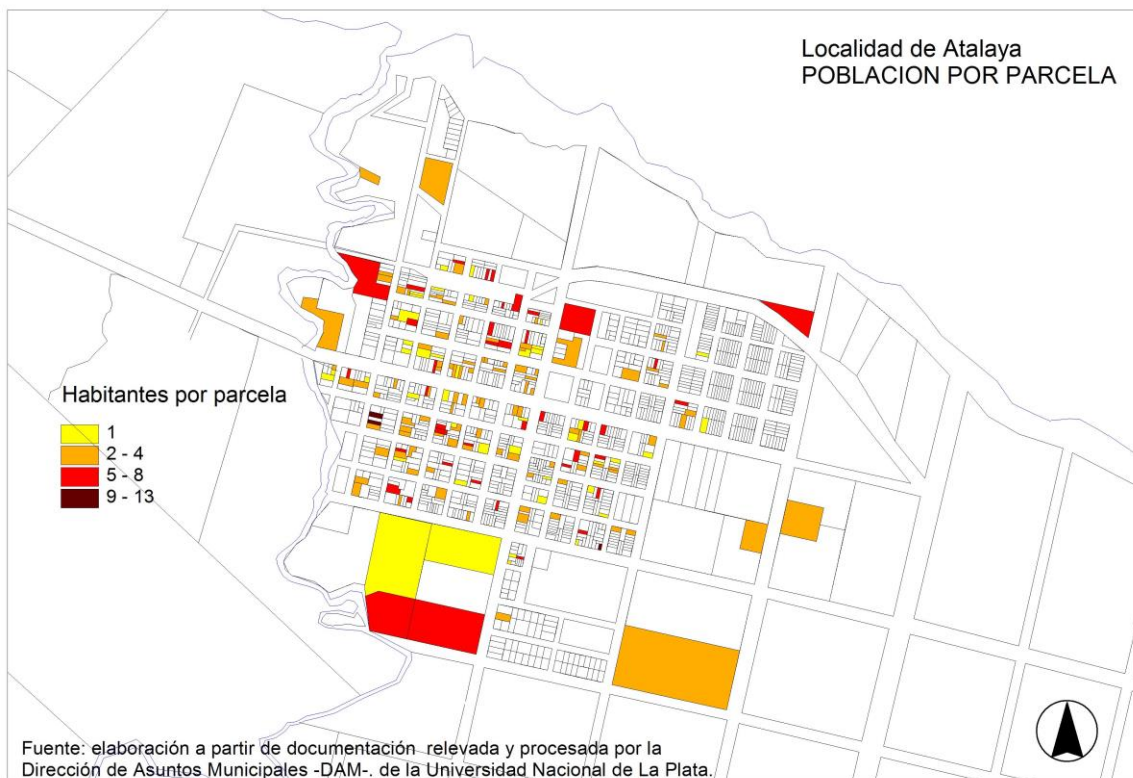 Localidad de Atalaya
POBLACION POR PARCELA
Habitantes por parcela
1
2 - 4
5 - 8
9 - 13
Fuente: elaboración a partir de documentación relevada y procesada por la
Dirección de Asuntos Municipales -DAM-. de la Universidad Nacional de La Plata.